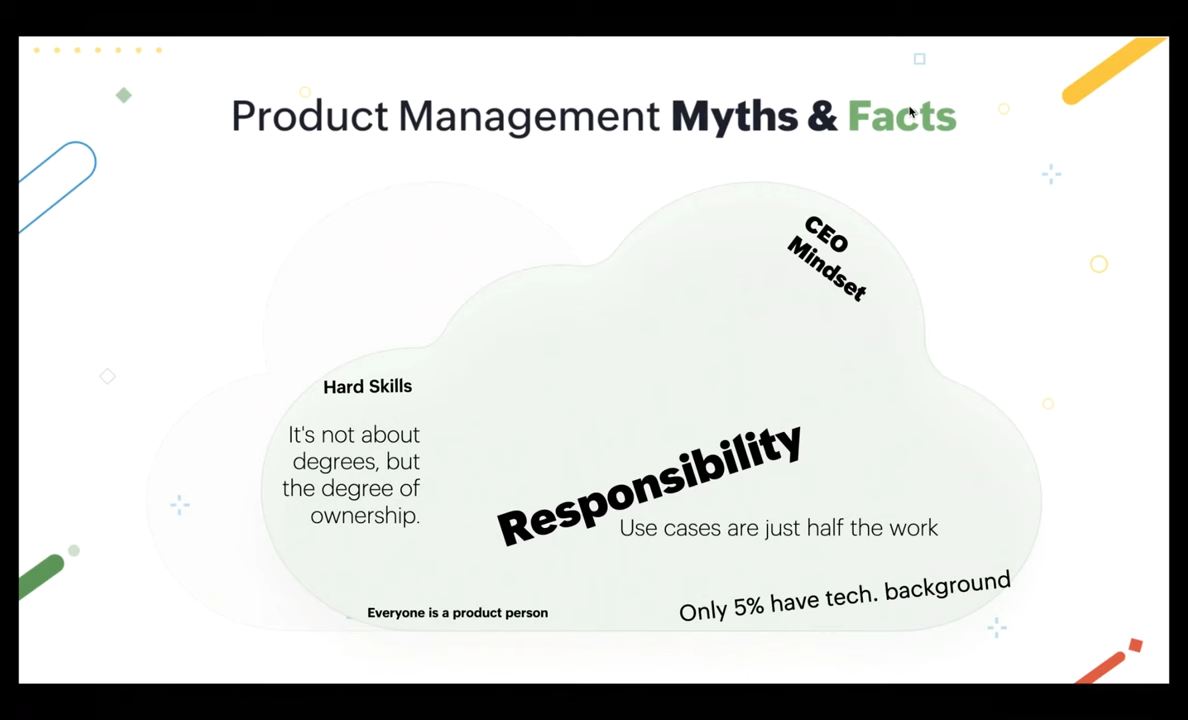 Product Management Myths & Facts
CEO
Mindset
Hard Skills
It's not about
degrees, but
the degree of
ownership.
Responsibility
Use cases are just half the work
Only 5% have tech. background
Everyone is a product person